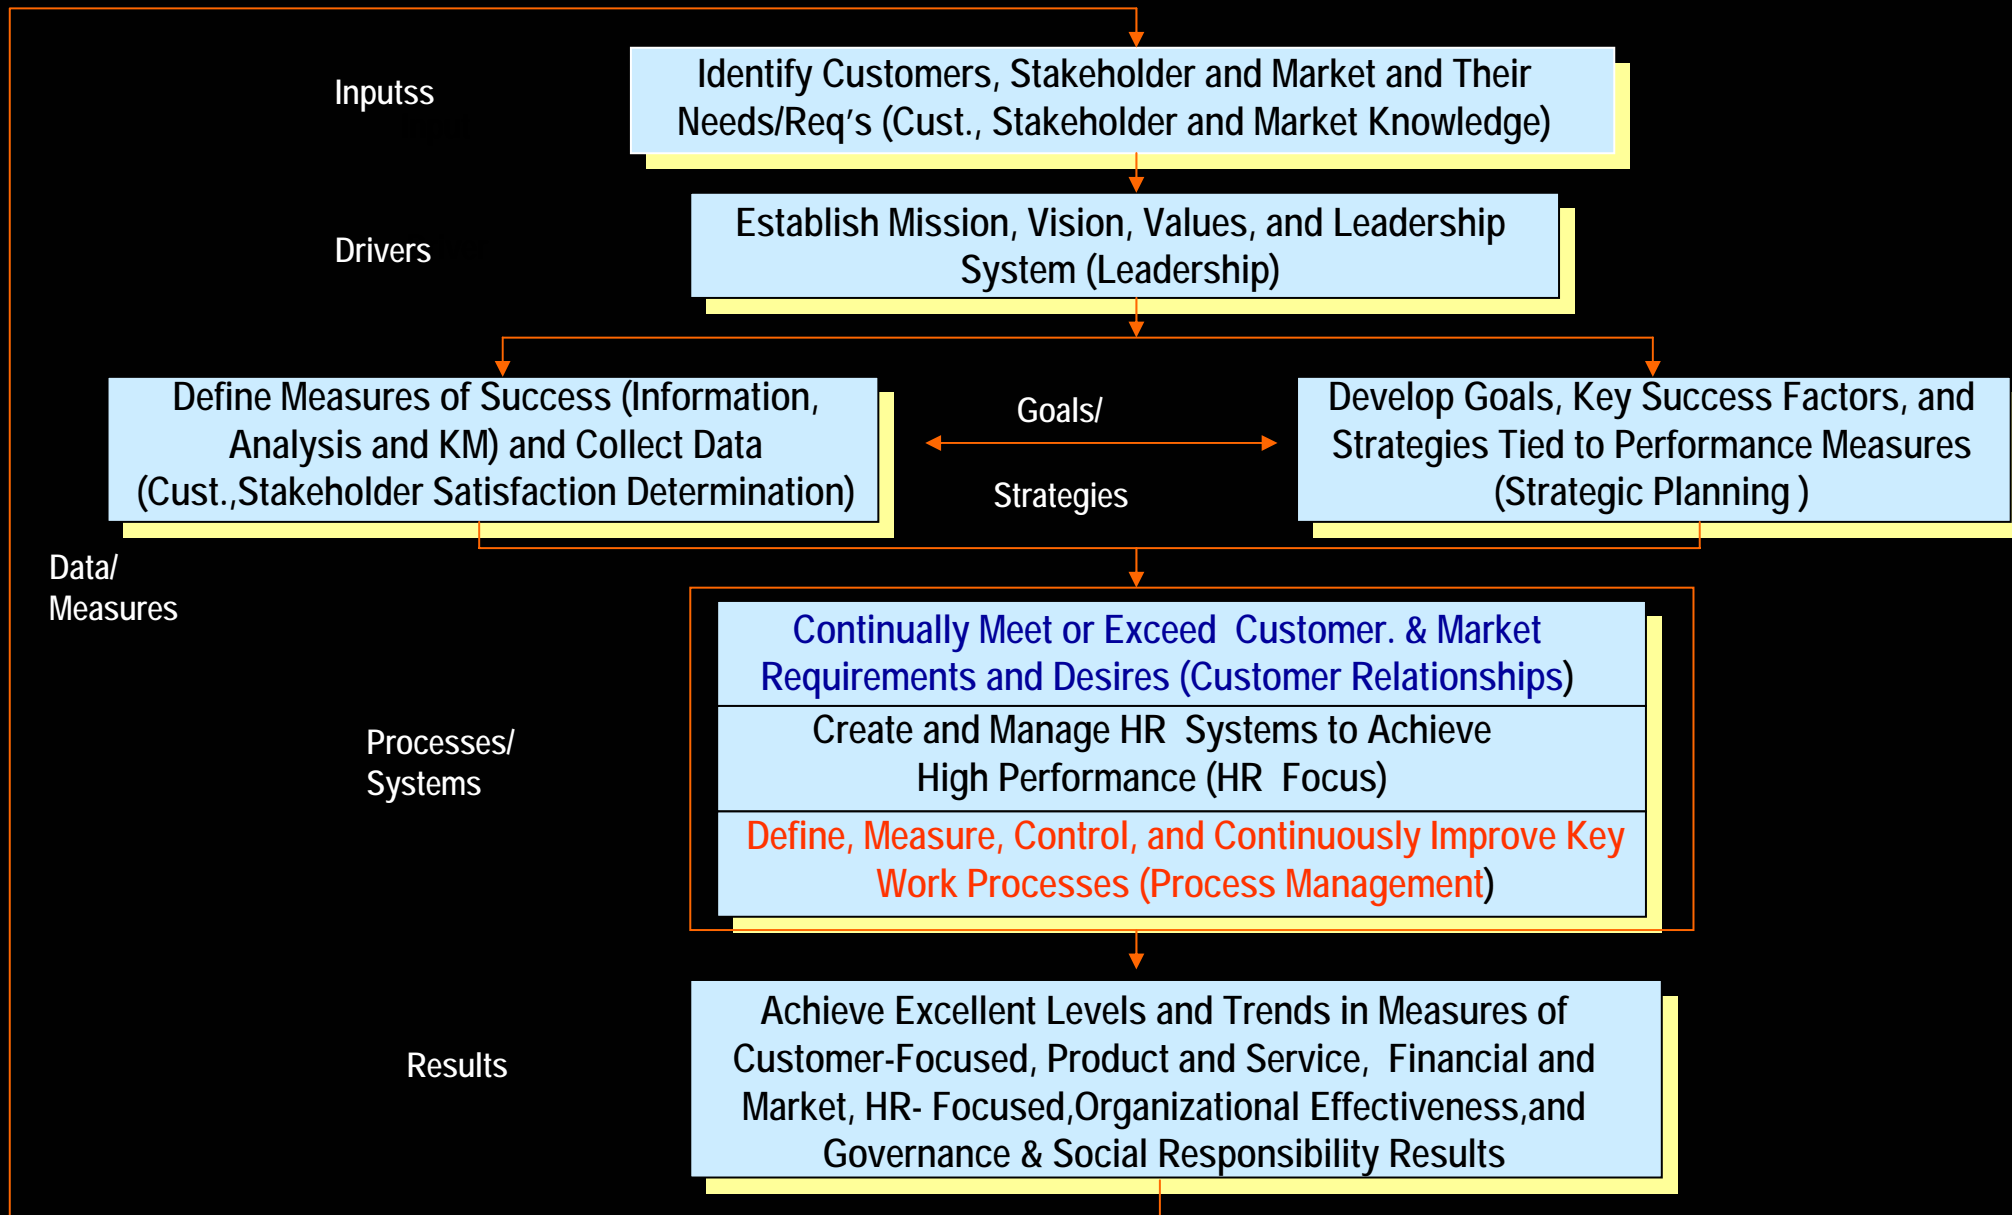 Inputss
Identify Customers, Stakeholder and Market and Their
Needs/Req's (Cust., Stakeholder and Market Knowledge)
Drivers
Establish Mission, Vision, Values, and Leadership
System (Leadership)
Define Measures of Success (Information,
Analysis and KM) and Collect Data
(Cust.,Stakeholder Satisfaction Determination)
Goals/
Strategies
Develop Goals, Key Success Factors, and
Strategies Tied to Performance Measures
(Strategic Planning )
Data/
Measures
Continually Meet or Exceed  Customer. & Market
Requirements and Desires (Customer Relationships)
Processes/
Systems
Create and Manage HR  Systems to Achieve
High Performance (HR  Focus)
Define, Measure, Control, and Continuously Improve Key
Work Processes (Process Management)
Results
Achieve Excellent Levels and Trends in Measures of
Customer-Focused, Product and Service,  Financial and
Market, HR- Focused,Organizational Effectiveness,and
Governance & Social Responsibility Results